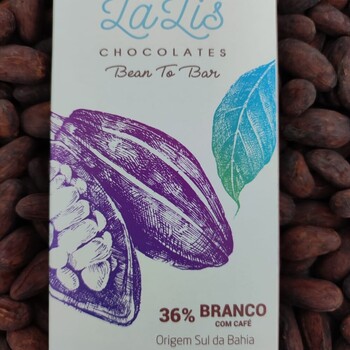 LaLis
CHOCOLATES
Bean To Bar
36% BRANCO
COM CAFÉ
Origem Sul da Bahia